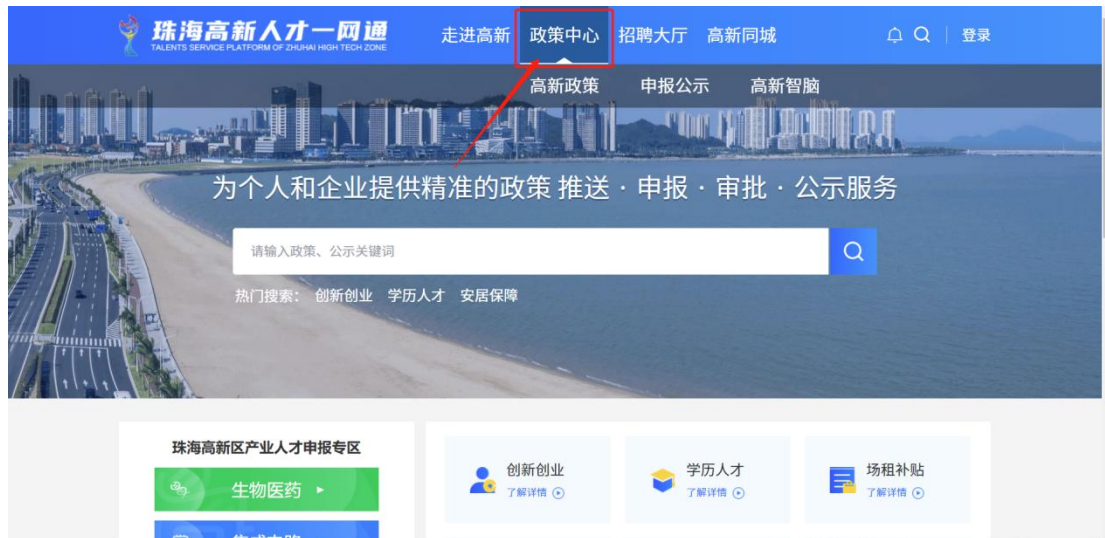 珠海高新人才一网通
TALENTS SERVICE PLATFORM OF ZHUHAI HIGH TECH ZONE
走进高新 政策中心 招聘大厅 高新同城 登录
高新政策 申报公示 高新智脑
为个人和企业提供精准的政策 推送 · 申报 · 审批 · 公示服务
请输入政策、公示关键词
热门搜索： 创新创业 学历人才 安居保障
珠海高新区产业人才申报专区
生物医药
创新创业
了解详情
学历人才
了解详情
场租补贴
了解详情